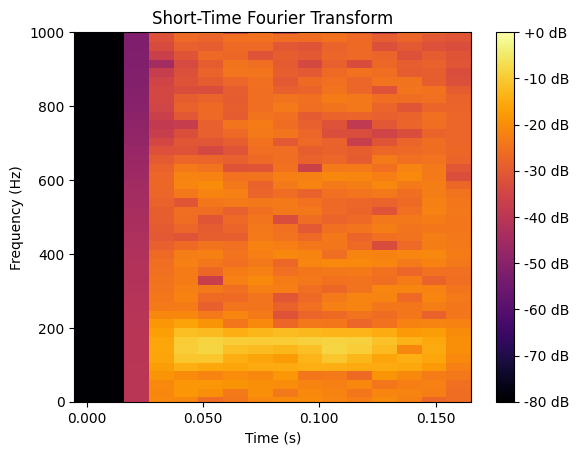 Short-Time Fourier Transform
1000
800
600
400
200
0
Frequency (Hz)
0.000
0.050
0.100
0.150
Time (s)
+0 dB
-10 dB
-20 dB
-30 dB
-40 dB
-50 dB
-60 dB
-70 dB
-80 dB